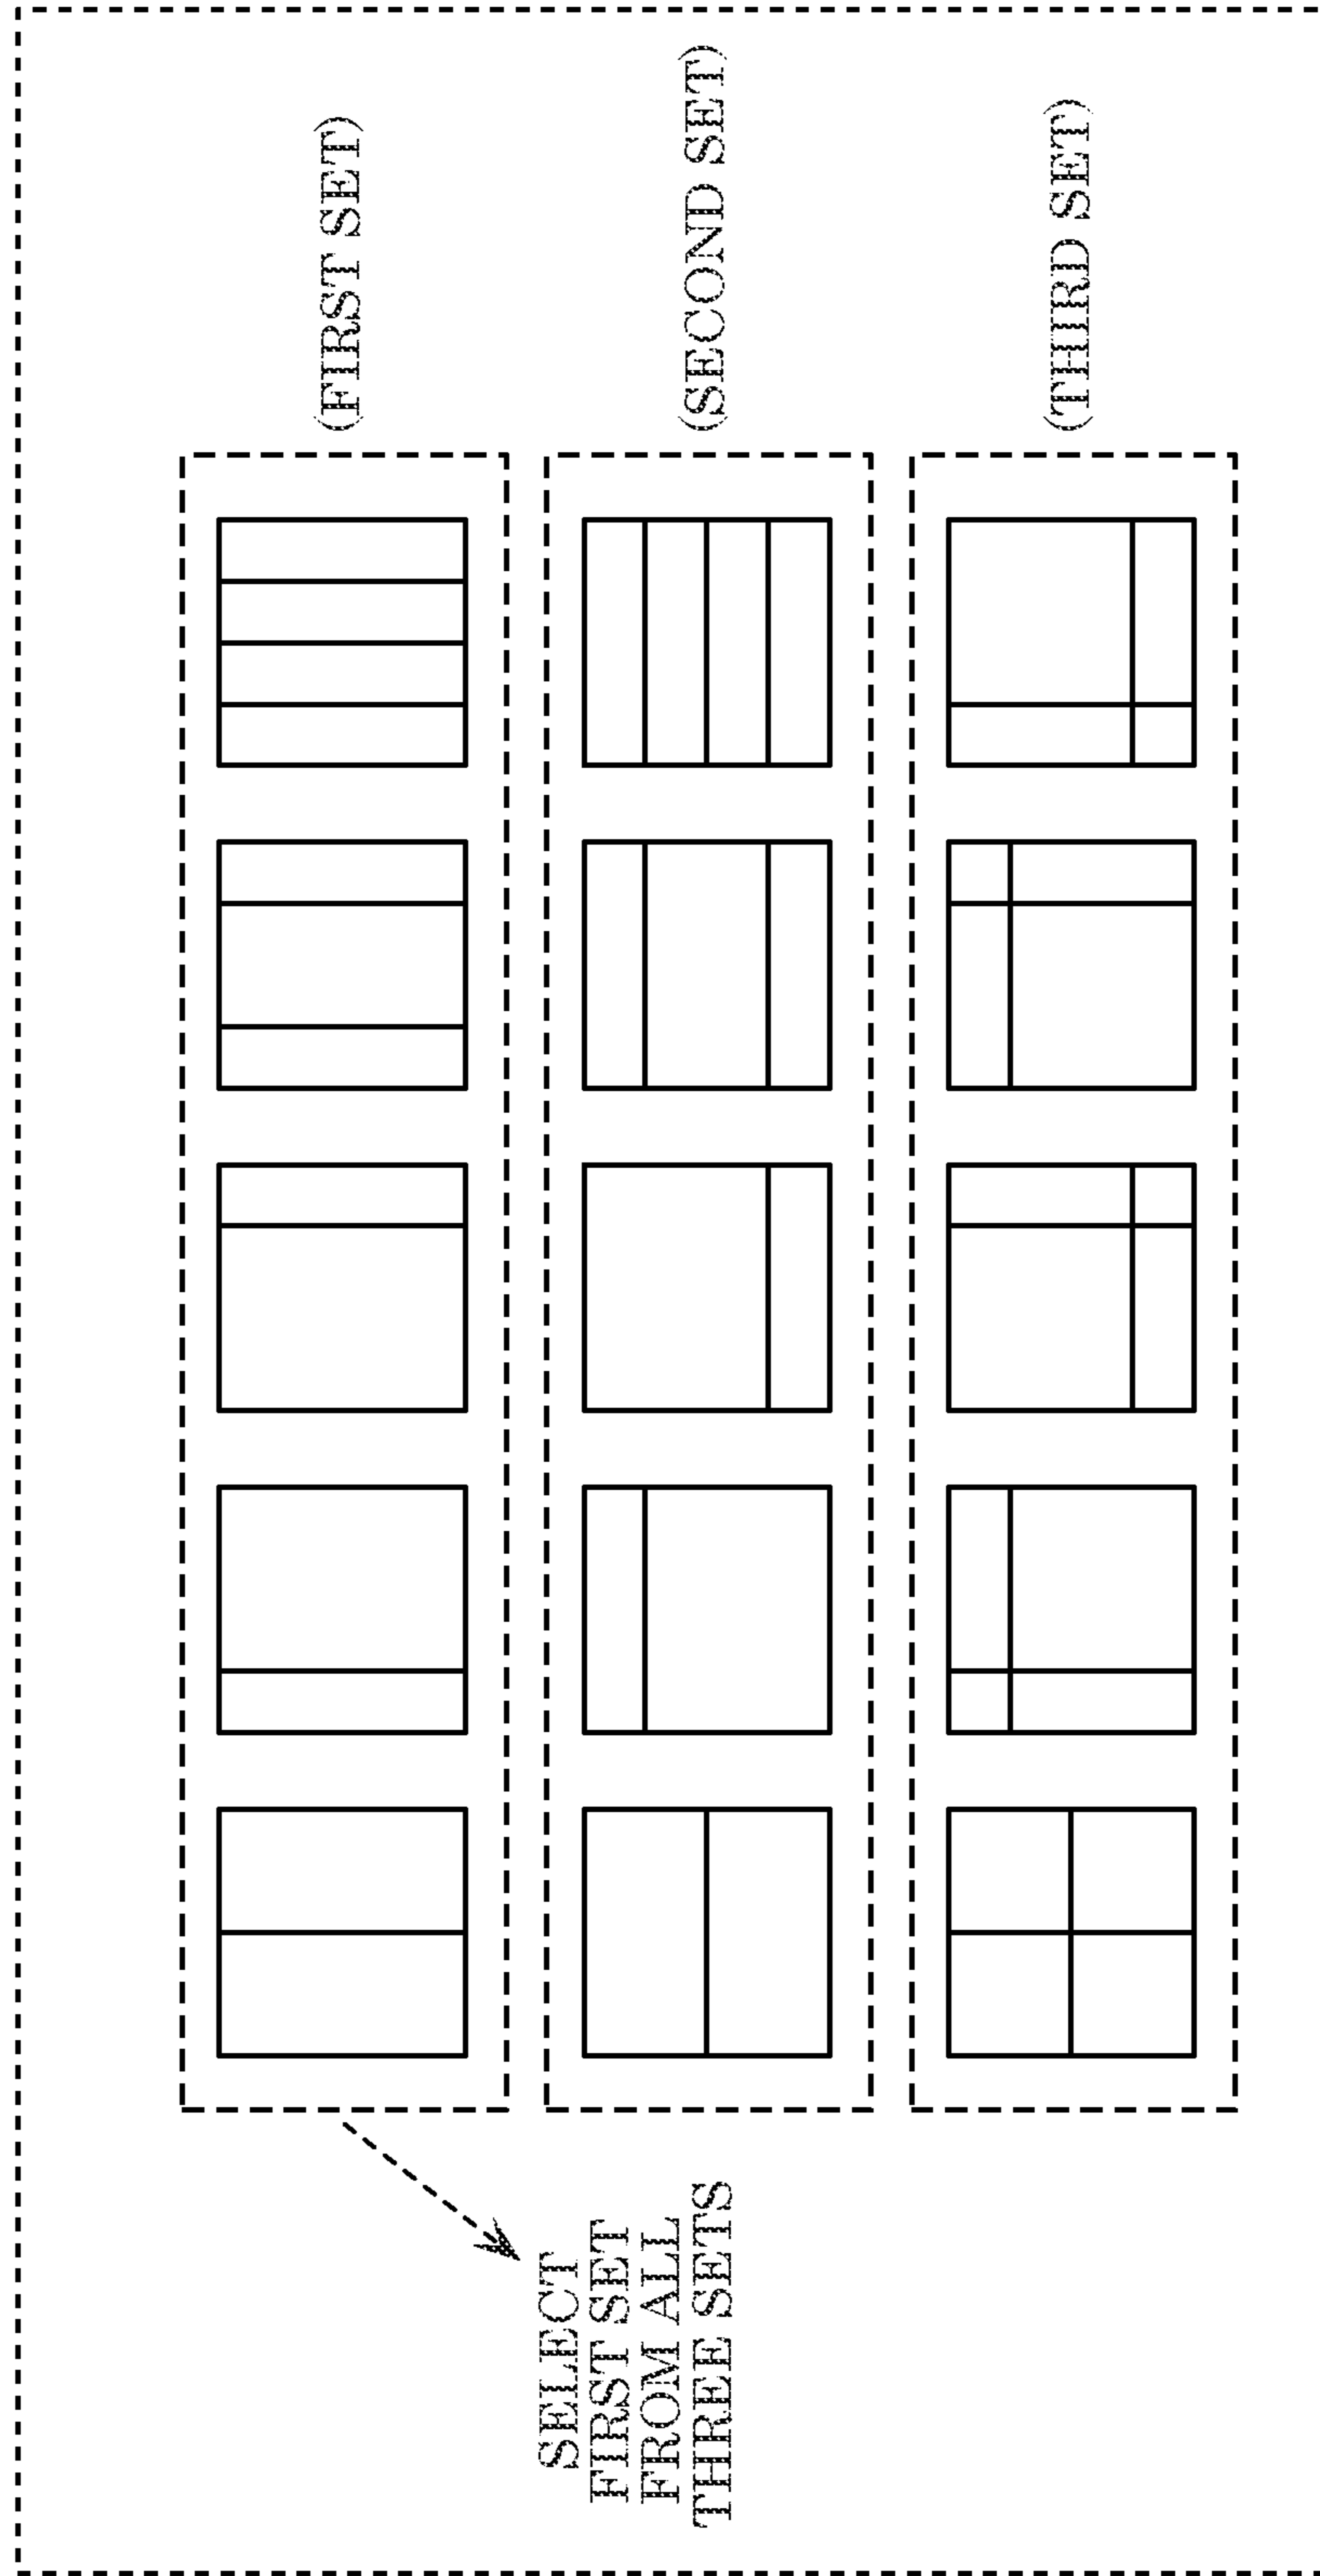 (FIRST SET)
(SECOND SET)
(THIRD SET)
SELECT
FIRST SET
FROM ALL
THREE SETS